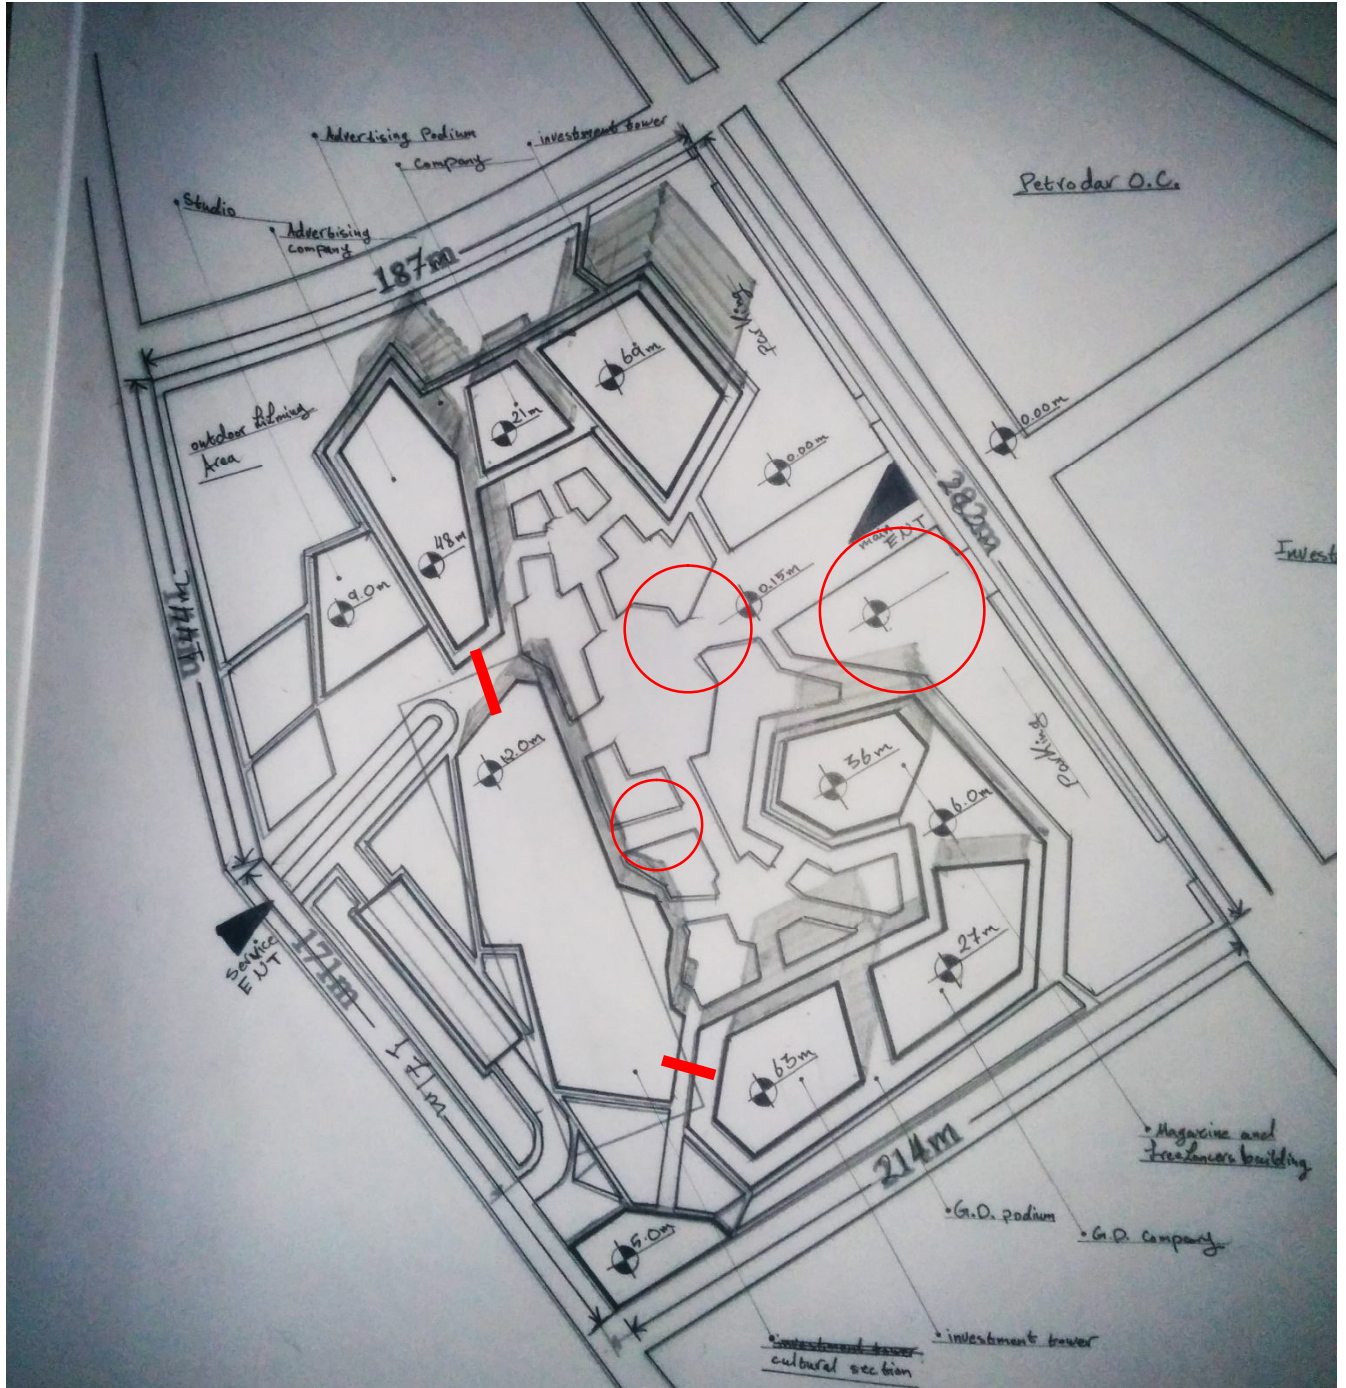 Advertising Podium
investment tower
company
Studio
Advertising
company
187m
Petrodar O.C.
Parking
69m
21m
outdoor filming
Area
0.00m
0.00m
282m
main
ENT
Invest
48m
9.0m
0.15m
144m
12.0m
36m
6.0m
Parking
27m
service
ENT
171m
171m
63m
214m
Magazine and
freelancers building
G.D. podium
G.D. company
5.0m
investment tower
investment tower
cultural section